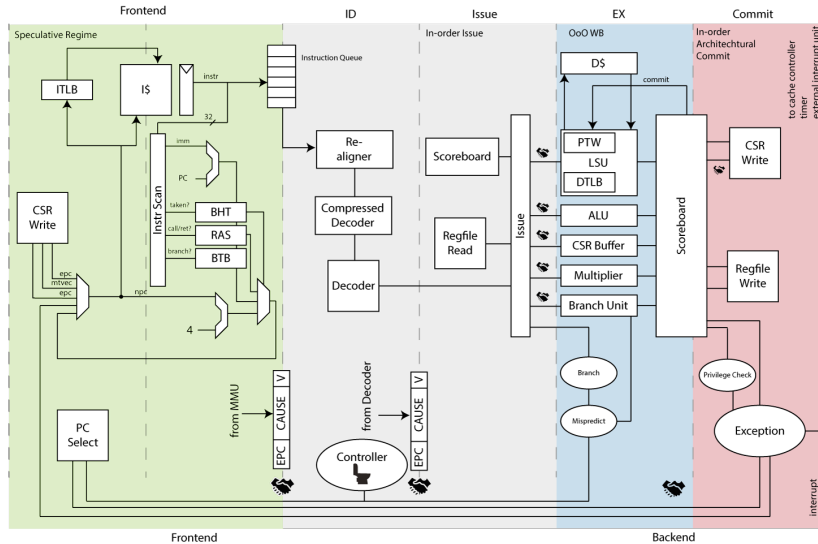 Frontend
ID
Issue
EX
Commit
Speculative Regime
In-order Issue
OoO WB
In-order
Architechtural
Commit
to cache controller
timer
external interrupt unit
ITLB
I$
instr
32
Instruction Queue
D$
commit
Instr Scan
imm
PC
taken?
BHT
call/ret?
RAS
branch?
BTB
CSR
Write
epc
mtvec
epc
npc
4
Re-
aligner
Compressed
Decoder
Decoder
Scoreboard
Regfile
Read
Issue
PTW
LSU
DTLB
ALU
CSR Buffer
Multiplier
Branch Unit
Scoreboard
CSR
Write
Regfile
Write
Branch
Mispredict
Privilege Check
Exception
PC
Select
from MMU
EPC
CAUSE
V
from Decoder
EPC
CAUSE
V
Controller
interrupt
Frontend
Backend